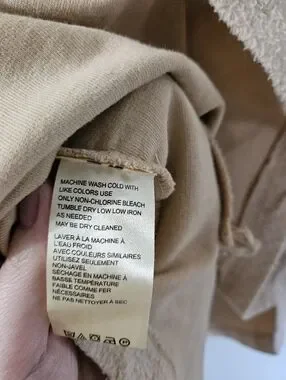 MACHINE WASH COLD WITH
LIKE COLORS USE
ONLY NON-CHLORINE BLEACH
TUMBLE DRY LOW LOW IRON
AS NEEDED
MAY BE DRY CLEANED
LAVER À LA MACHINE À
L'EAU FROID
AVEC COULEURS SIMILAIRES
UTILISEZ SEULEMENT
NON-JAVEL
SÉCHAGE EN MACHINE À
BASSE TEMPÉRATURE
FAIBLE COMME FER
NÉCESSAIRES
NE PAS NETTOYER À SEC